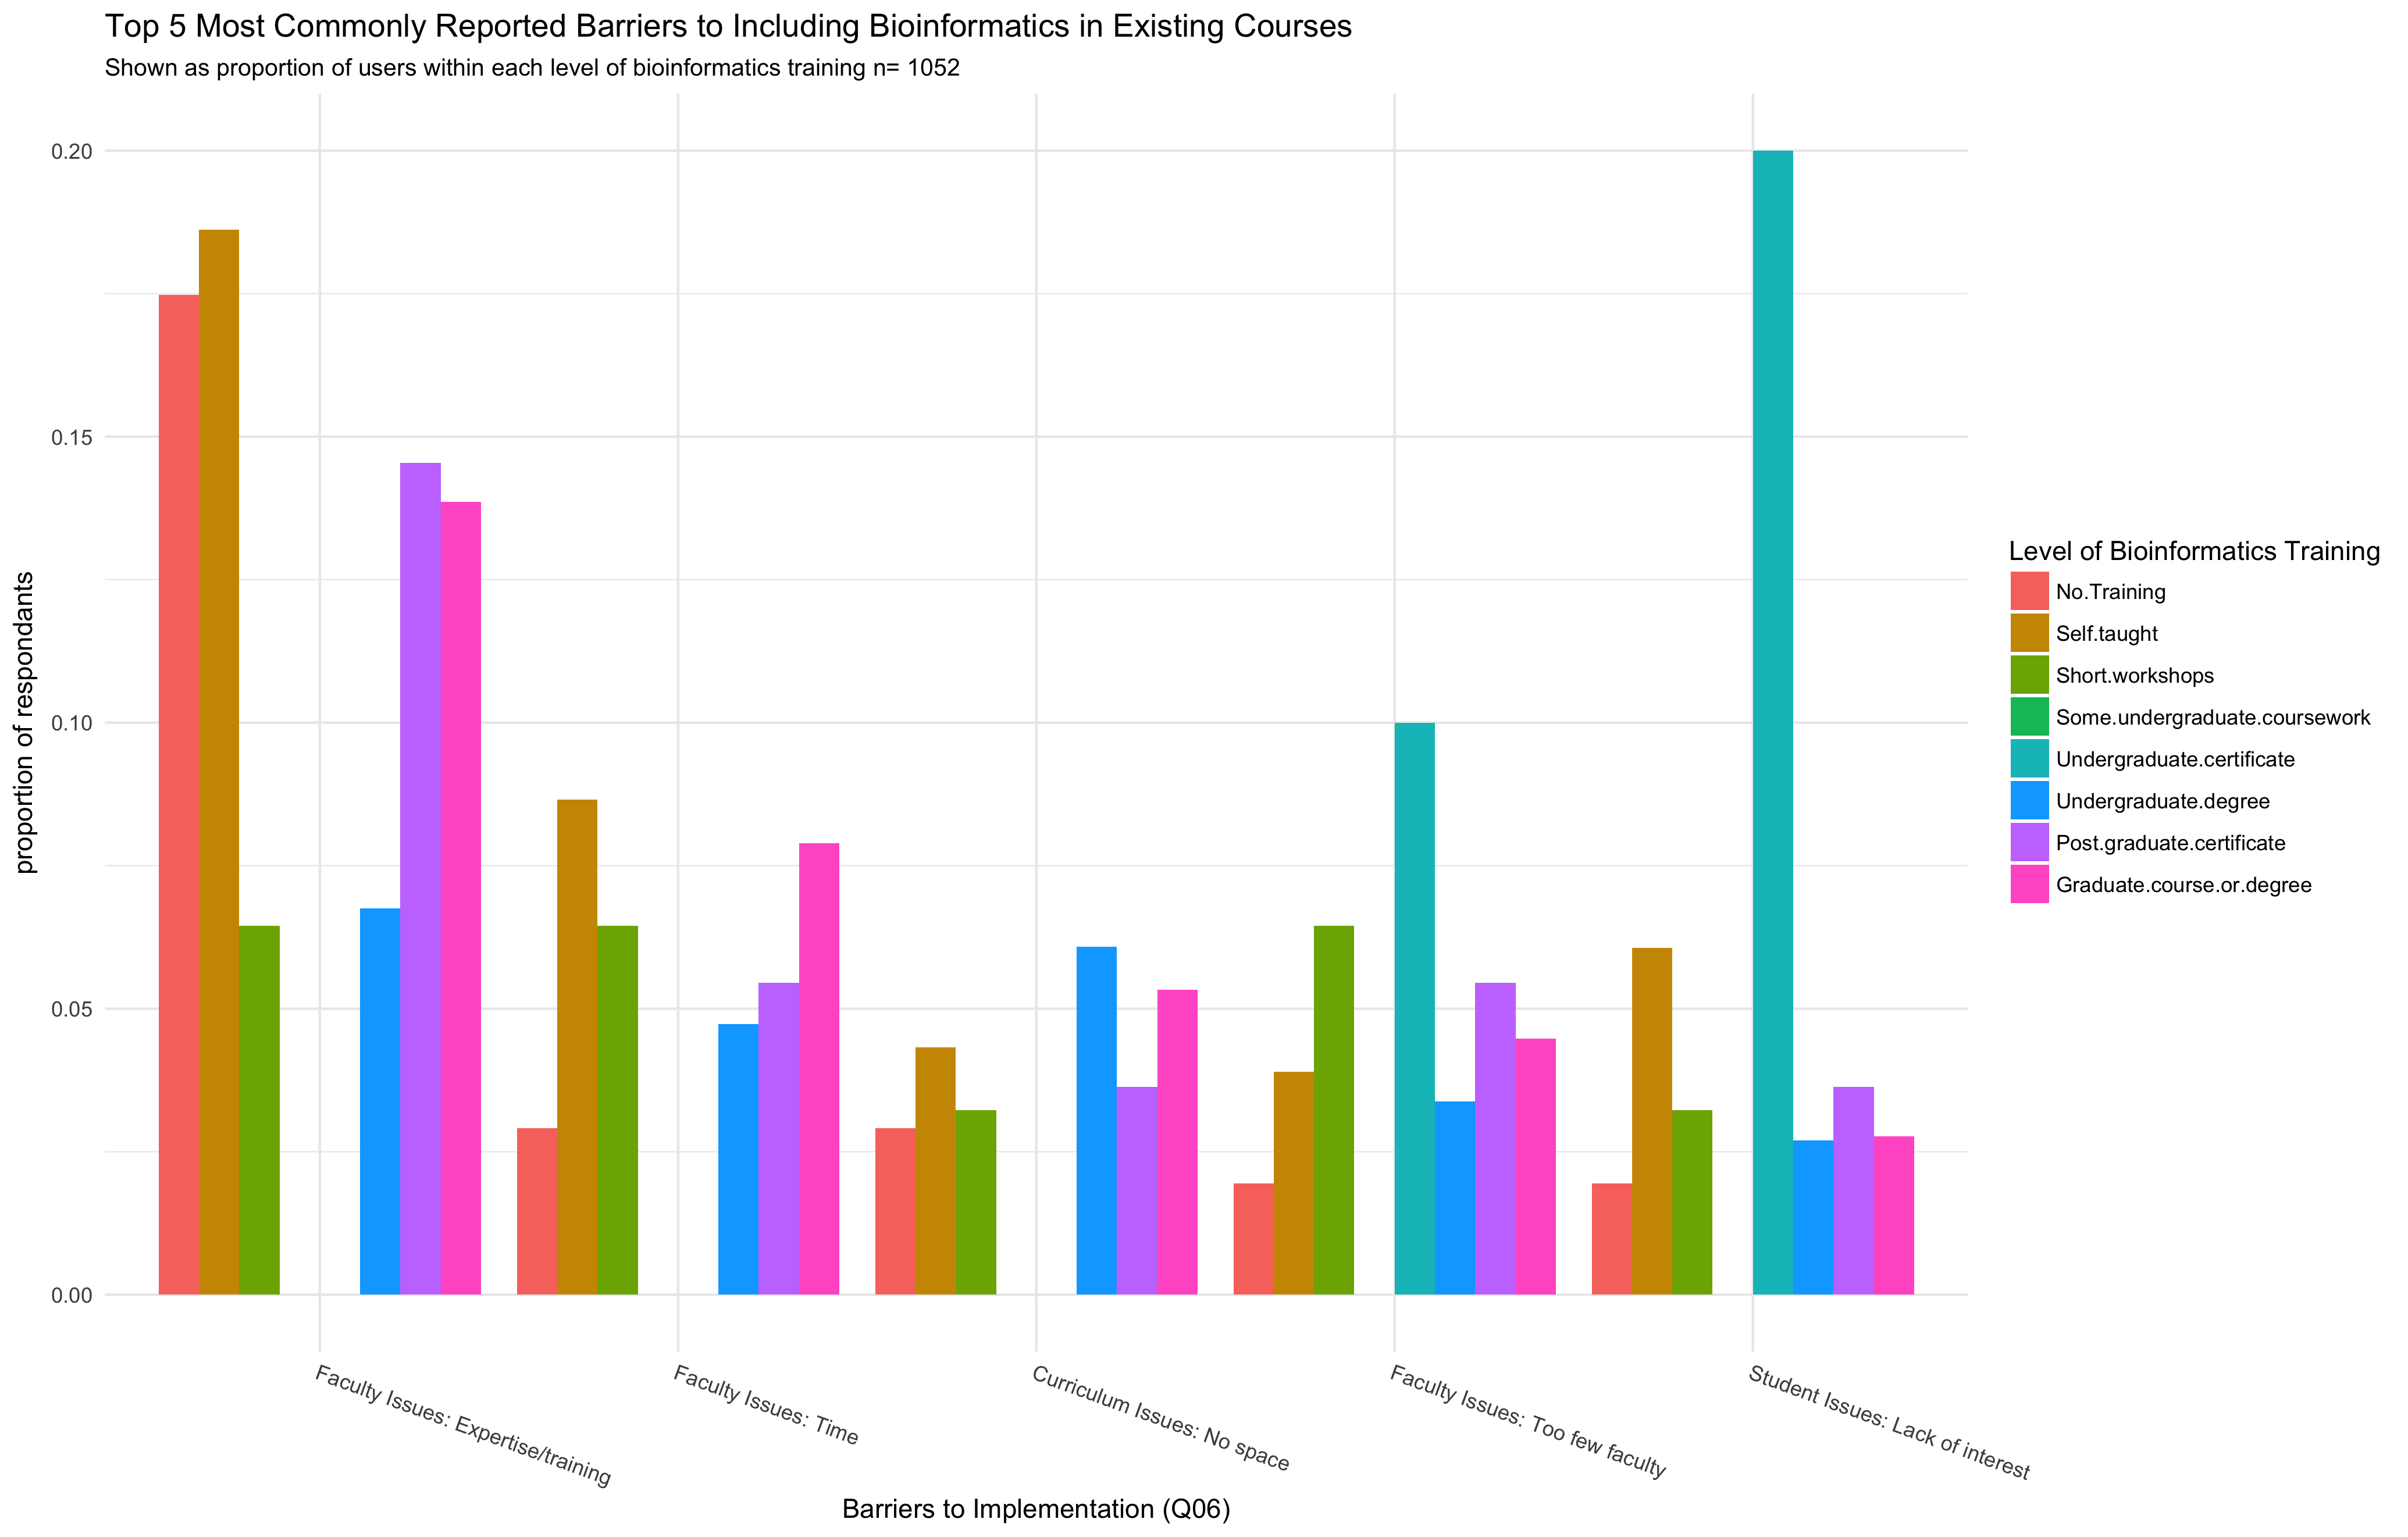 Top 5 Most Commonly Reported Barriers to Including Bioinformatics in Existing Courses
Shown as proportion of users within each level of bioinformatics training n= 1052
proportion of respondants
0.20
0.15
0.10
0.05
0.00
Faculty Issues: Expertise/training
Faculty Issues: Time
Curriculum Issues: No space
Faculty Issues: Too few faculty
Student Issues: Lack of interest
Barriers to Implementation (Q06)
Level of Bioinformatics Training
No.Training
Self.taught
Short.workshops
Some.undergraduate.coursework
Undergraduate.certificate
Undergraduate.degree
Post.graduate.certificate
Graduate.course.or.degree